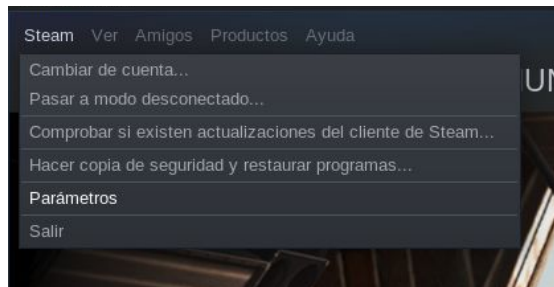 Steam Ver Amigos Productos Ayuda
Cambiar de cuenta...
Pasar a modo desconectado...
Comprobar si existen actualizaciones del cliente de Steam...
Hacer copia de seguridad y restaurar programas...
Parámetros
Salir